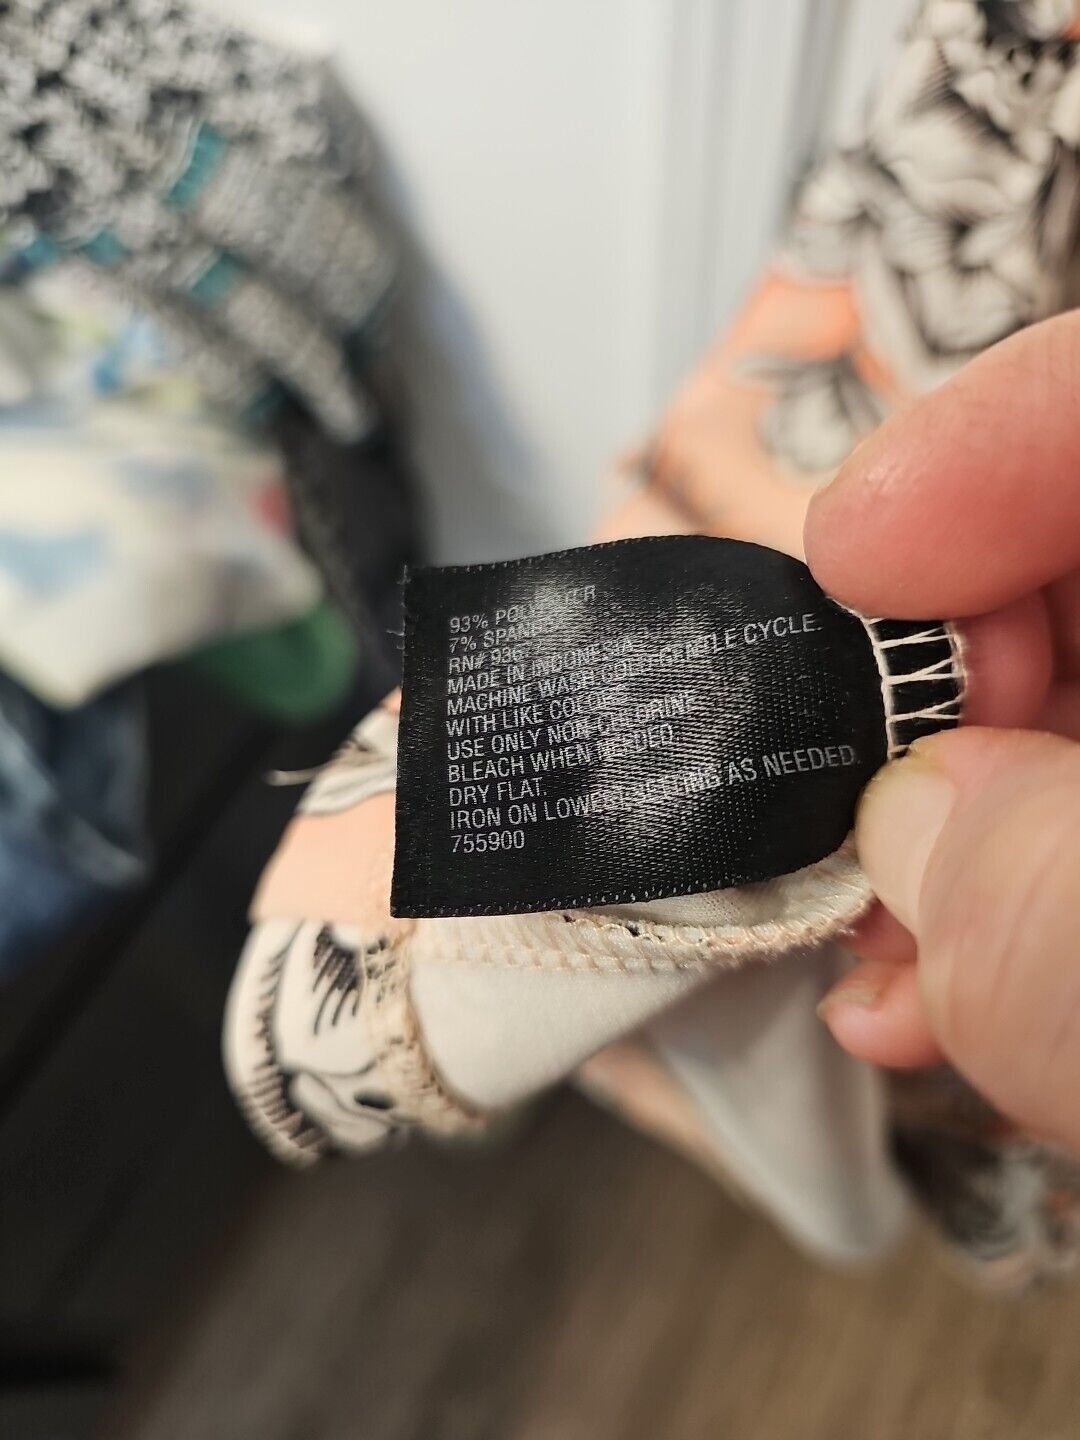 93% POLYESTER
7% SPANDEX
RN# 936
MADE IN INDONESIA
MACHINE WASH COLD GENTLE CYCLE.
WITH LIKE COLORS
USE ONLY NON-CHLORINE
BLEACH WHEN NEEDED.
DRY FLAT.
IRON ON LOWEST SETTING AS NEEDED.
755900